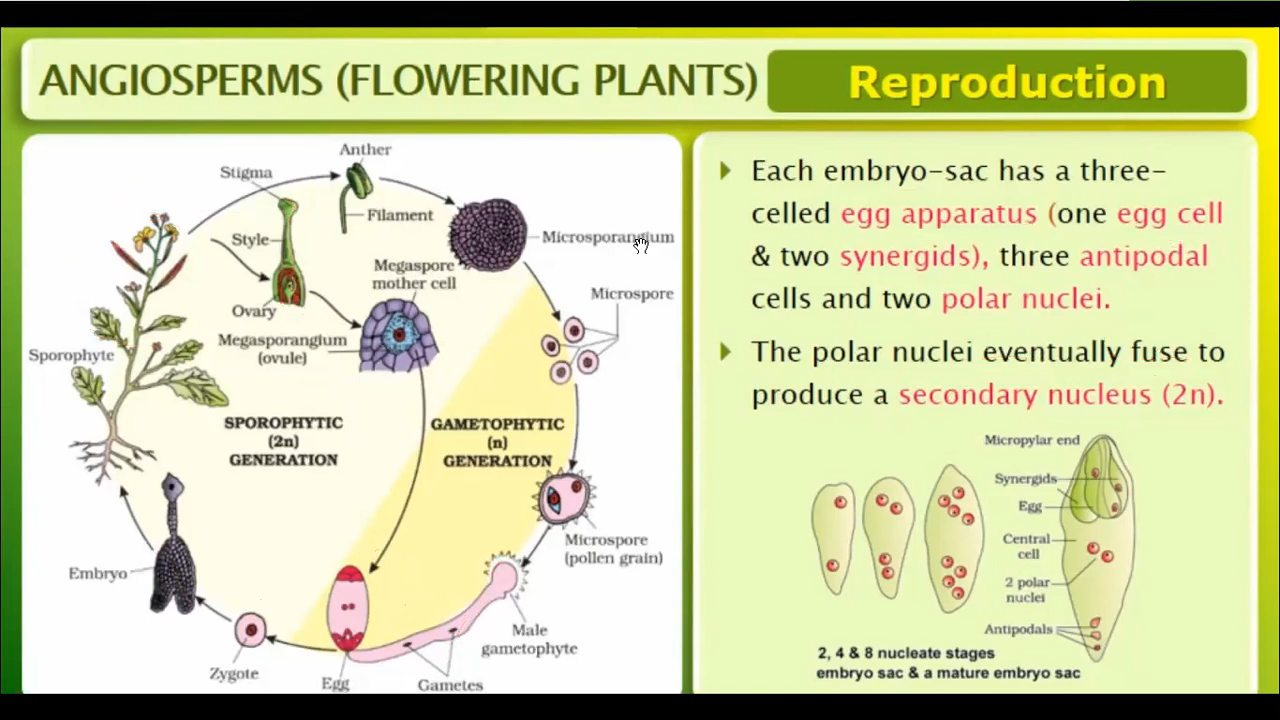 ANGIOSPERMS (FLOWERING PLANTS)
Reproduction
Anther
Stigma
Filament
Style
Microsporangium
Megaspore
mother cell
Microspore
Ovary
Megasporangium
(ovule)
Sporophyte
SPOROPHYTIC
(2n)
GENERATION
GAMETOPHYTIC
(n)
GENERATION
Microspore
(pollen grain)
Embryo
Male
gametophyte
Zygote
Egg
Gametes
Each embryo-sac has a three-
celled egg apparatus (one egg cell
& two synergids), three antipodal
cells and two polar nuclei.
The polar nuclei eventually fuse to
produce a secondary nucleus (2n).
Micropylar end
Synergids
Egg
Central
cell
2 polar
nuclei
Antipodals
2, 4 & 8 nucleate stages
embryo sac & a mature embryo sac